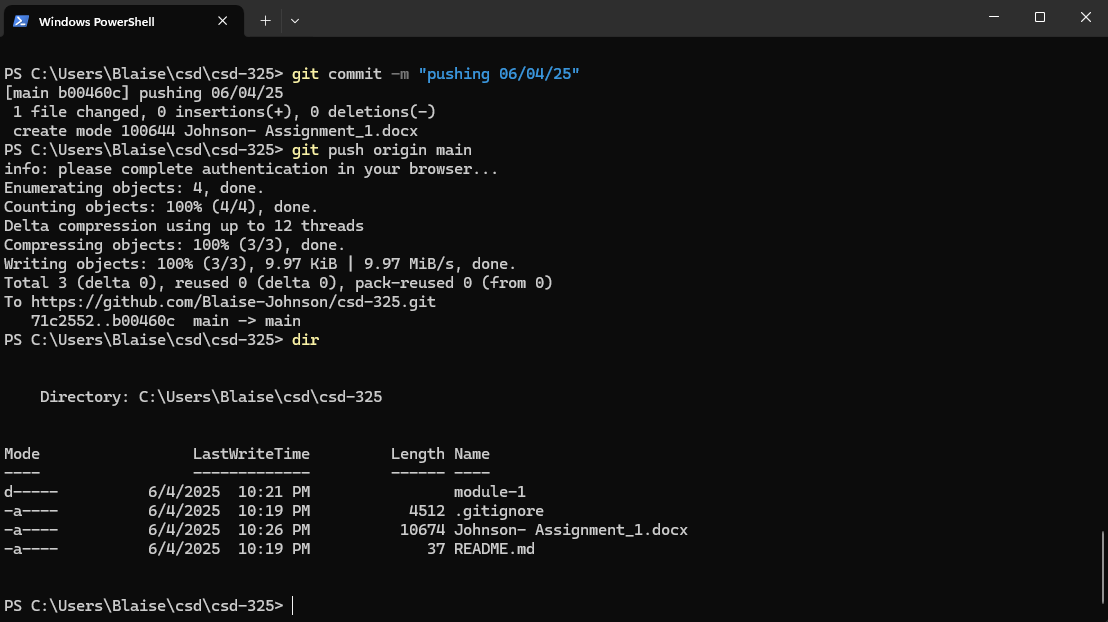 Windows PowerShell
PS C:\Users\Blaise\csd\csd-325> git commit -m "pushing 06/04/25"
[main b00460c] pushing 06/04/25
 1 file changed, 0 insertions(+), 0 deletions(-)
 create mode 100644 Johnson- Assignment_1.docx
PS C:\Users\Blaise\csd\csd-325> git push origin main
info: please complete authentication in your browser...
Enumerating objects: 4, done.
Counting objects: 100% (4/4), done.
Delta compression using up to 12 threads
Compressing objects: 100% (3/3), done.
Writing objects: 100% (3/3), 9.97 KiB | 9.97 MiB/s, done.
Total 3 (delta 0), reused 0 (delta 0), pack-reused 0 (from 0)
To https://github.com/Blaise-Johnson/csd-325.git
   71c2552..b00460c  main -> main
PS C:\Users\Blaise\csd\csd-325> dir
    Directory: C:\Users\Blaise\csd\csd-325
Mode                 LastWriteTime         Length Name
----                 -------------         ------ ----
d-----          6/4/2025  10:21 PM                module-1
-a----          6/4/2025  10:19 PM           4512 .gitignore
-a----          6/4/2025  10:26 PM          10674 Johnson- Assignment_1.docx
-a----          6/4/2025  10:19 PM             37 README.md
PS C:\Users\Blaise\csd\csd-325>